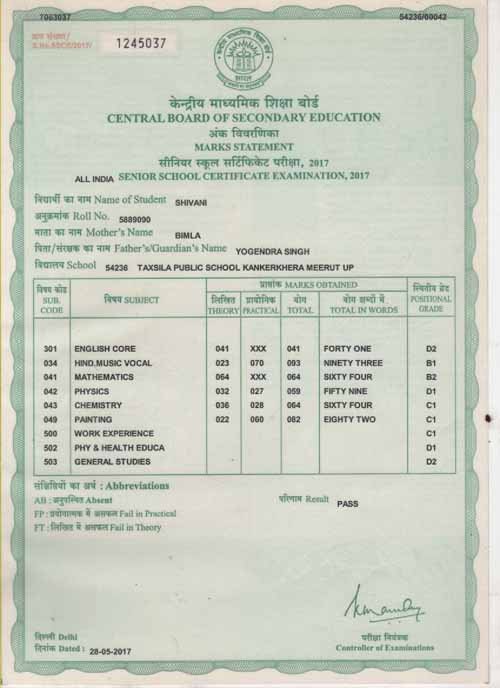 7063037 54236/00042
क्रम संख्या/
S.No.SSCE/2017/ 1245037
केन्द्रीय माध्यमिक शिक्षा बोर्ड
CENTRAL BOARD OF SECONDARY EDUCATION
अंक विवरणिका
MARKS STATEMENT
सीनियर स्कूल सर्टिफिकेट परीक्षा, 2017
ALL INDIA SENIOR SCHOOL CERTIFICATE EXAMINATION, 2017
विद्यार्थी का नाम Name of Student SHIVANI
अनुक्रमांक Roll No. 5889090
माता का नाम Mother's Name BIMLA
पिता/संरक्षक का नाम Father's/Guardian's Name YOGENDRA SINGH
विद्यालय School 54236 TAXSILA PUBLIC SCHOOL KANKERKHERA MEERUT UP
विषय कोड SUB. CODE विषय SUBJECT प्राप्तांक MARKS OBTAINED स्थितीय ग्रेड POSITIONAL GRADE
लिखित THEORY प्रायोगिक PRACTICAL योग TOTAL योग शब्दों में TOTAL IN WORDS
301 ENGLISH CORE 041 XXX 041 FORTY ONE D2
034 HIND.MUSIC VOCAL 023 070 093 NINETY THREE B1
041 MATHEMATICS 064 XXX 064 SIXTY FOUR B2
042 PHYSICS 032 027 059 FIFTY NINE D1
043 CHEMISTRY 036 028 064 SIXTY FOUR C1
049 PAINTING 022 060 082 EIGHTY TWO C1
500 WORK EXPERIENCE C1
502 PHY & HEALTH EDUCA D1
503 GENERAL STUDIES D2
संक्षिप्तियों का अर्थ : Abbreviations
AB : अनुपस्थित Absent परिणाम Result PASS
FP : प्रयोगात्मक में असफल Fail in Practical
FT : लिखित में असफल Fail in Theory
दिल्ली Delhi परीक्षा नियंत्रक
दिनांक Dated : 28-05-2017 Controller of Examinations